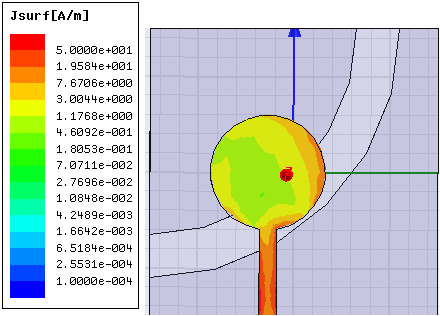 Jsurf[A/m]
5.0000e+001
1.9584e+001
7.6706e+000
3.0044e+000
1.1768e+000
4.6092e-001
1.8053e-001
7.0711e-002
2.7696e-002
1.0848e-002
4.2489e-003
1.6642e-003
6.5184e-004
2.5531e-004
1.0000e-004